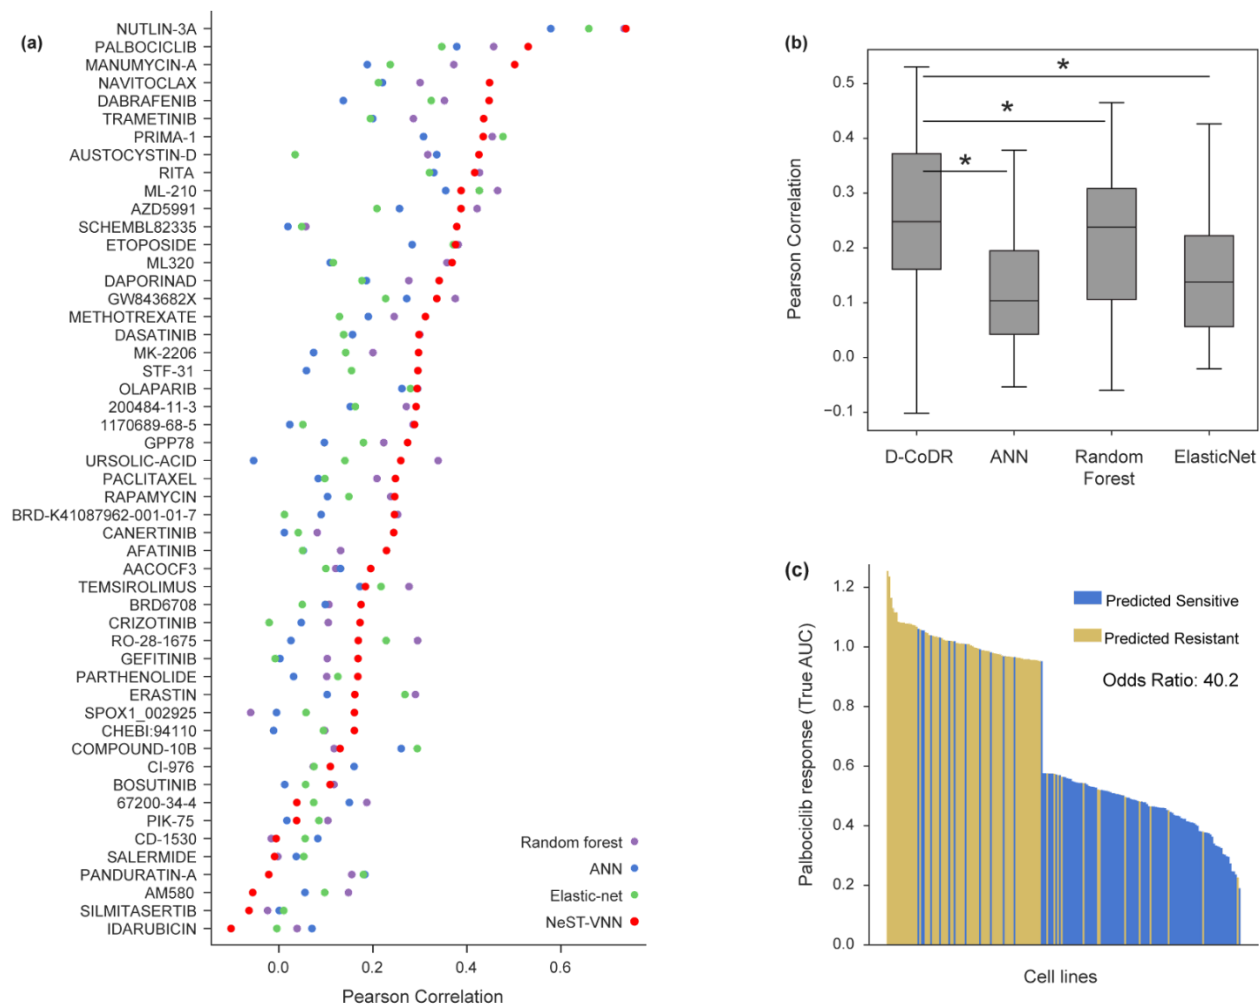 (a)
NUTLIN-3A
PALBOCICLIB
MANUMYCIN-A
NAVITOCLAX
DABRAFENIB
TRAMETINIB
PRIMA-1
AUSTOCYSTIN-D
RITA
ML-210
AZD5991
SCHEMBL82335
ETOPOSIDE
ML320
DAPORINAD
GW843682X
METHOTREXATE
DASATINIB
MK-2206
STF-31
OLAPARIB
200484-11-3
1170689-68-5
GPP78
URSOLIC-ACID
PACLITAXEL
RAPAMYCIN
BRD-K41087962-001-01-7
CANERTINIB
AFATINIB
AACOCF3
TEMSIROLIMUS
BRD6708
CRIZOTINIB
RO-28-1675
GEFITINIB
PARTHENOLIDE
ERASTIN
SPOX1_002925
CHEBI:94110
COMPOUND-10B
CI-976
BOSUTINIB
67200-34-4
PIK-75
CD-1530
SALERMIDE
PANDURATIN-A
AM580
SILMITASERTIB
IDARUBICIN
Random forest
ANN
Elastic-net
NeST-VNN
0.0 0.2 0.4 0.6
Pearson Correlation
(b)
Pearson Correlation
0.5
0.4
0.3
0.2
0.1
0.0
−0.1
*
*
*
D-CoDR ANN Random Forest ElasticNet
(c)
Palbociclib response (True AUC)
1.2
1.0
0.8
0.6
0.4
0.2
0.0
Predicted Sensitive
Predicted Resistant
Odds Ratio: 40.2
Cell lines